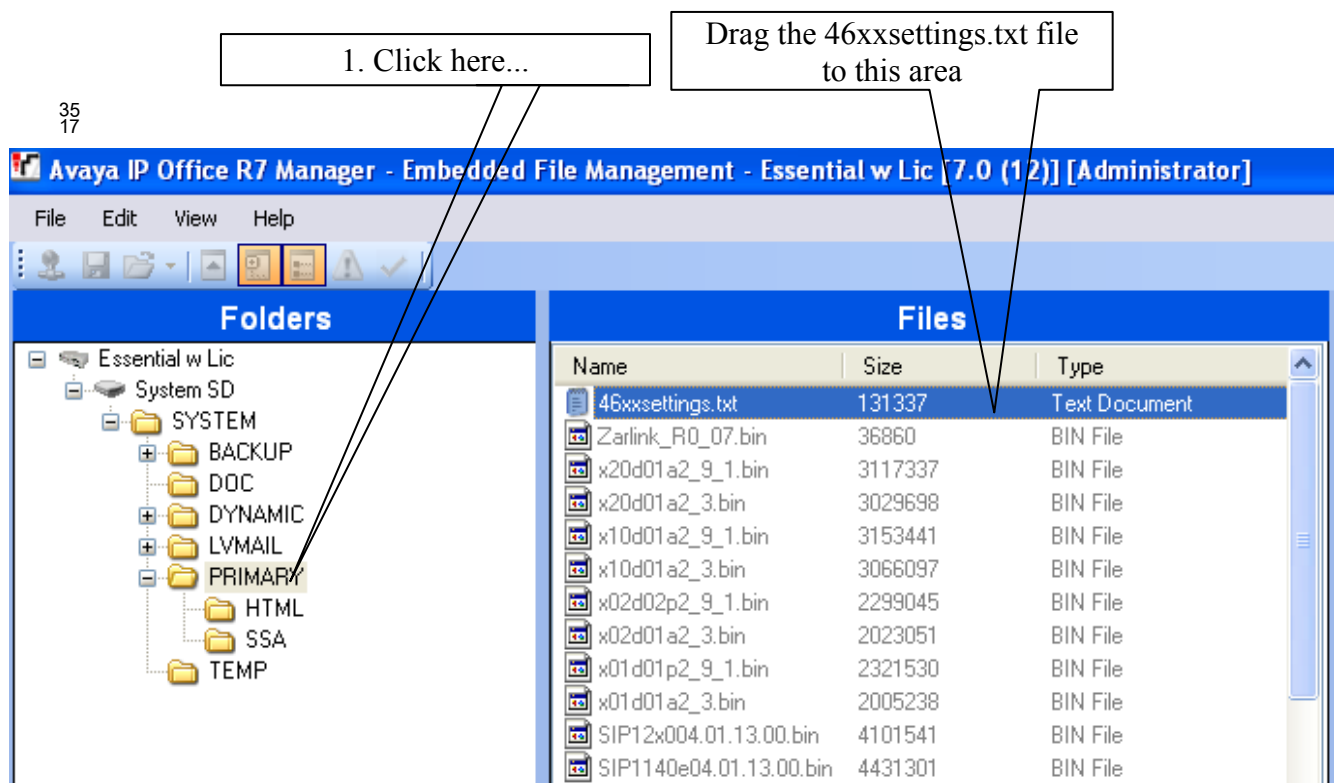 1. Click here...
Drag the 46xxsettings.txt file
to this area
35
17
Avaya IP Office R7 Manager - Embedded File Management - Essential w Lic [7.0 (12)] [Administrator]
File Edit View Help
Folders
Files
Essential w Lic
System SD
SYSTEM
BACKUP
DOC
DYNAMIC
LVMAIL
PRIMARY
HTML
SSA
TEMP
Name Size Type
46xxsettings.txt 131337 Text Document
Zarlink_R0_07.bin 36860 BIN File
x20d01a2_9_1.bin 3117337 BIN File
x20d01a2_3.bin 3029698 BIN File
x10d01a2_9_1.bin 3153441 BIN File
x10d01a2_3.bin 3066097 BIN File
x02d02p2_9_1.bin 2299045 BIN File
x02d01a2_3.bin 2023051 BIN File
x01d01p2_9_1.bin 2321530 BIN File
x01d01a2_3.bin 2005238 BIN File
SIP12x004.01.13.00.bin 4101541 BIN File
SIP1140e04.01.13.00.bin 4431301 BIN File